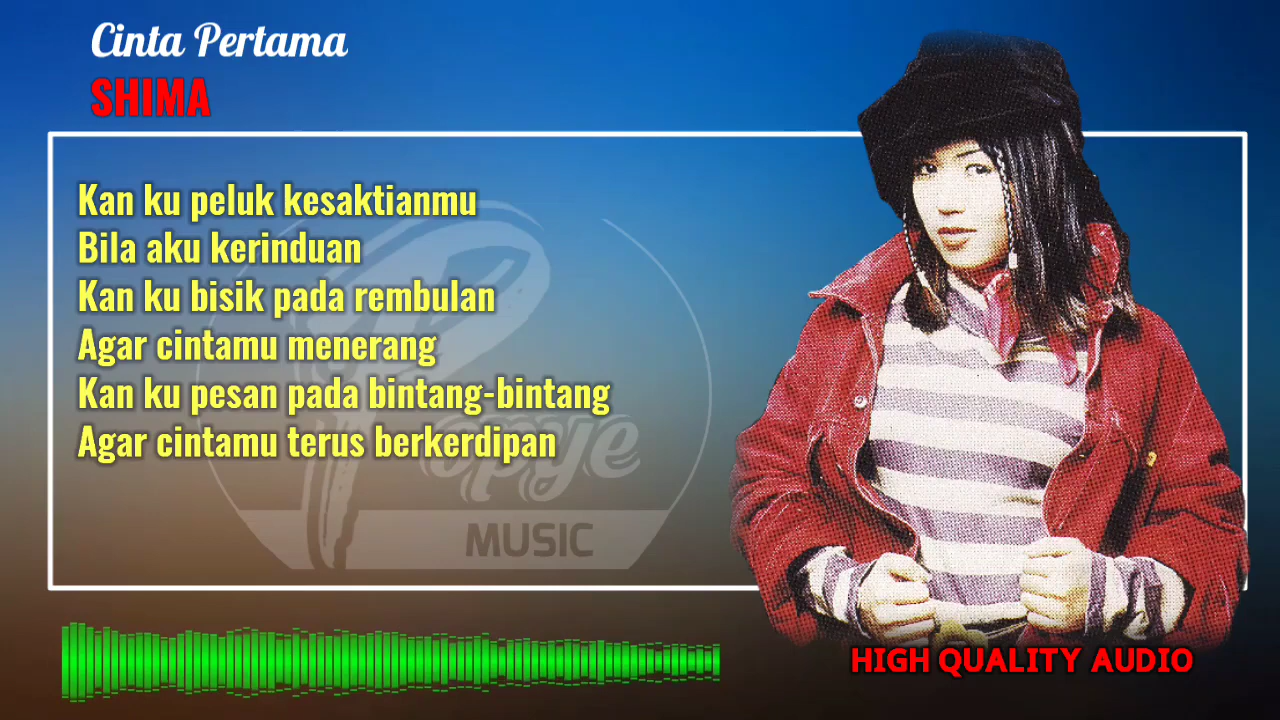 Cinta Pertama
SHIMA
Kan ku peluk kesaktianmu
Bila aku kerinduan
Kan ku bisik pada rembulan
Agar cintamu menerang
Kan ku pesan pada bintang-bintang
Agar cintamu terus berkerdipan
Popye
MUSIC
HIGH QUALITY AUDIO